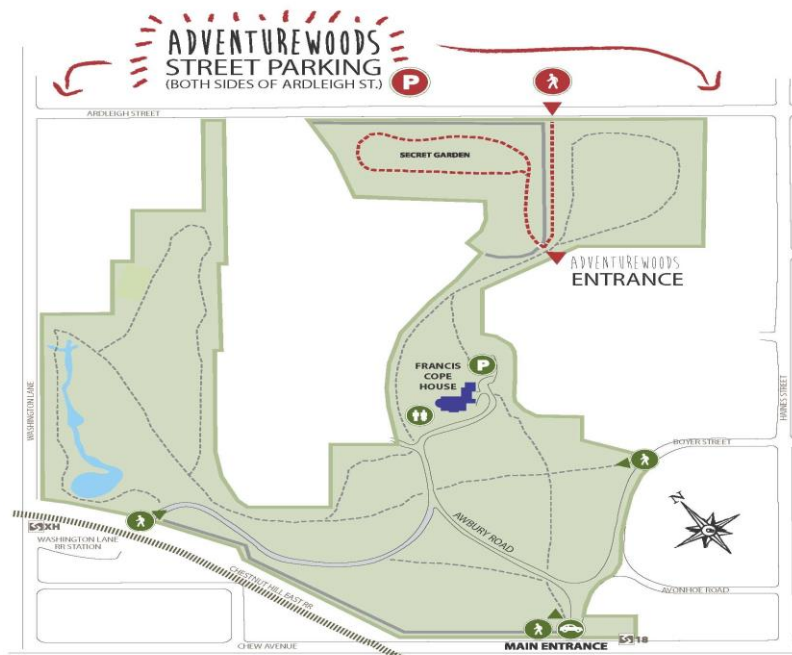 ADVENTUREWOODS
STREET PARKING
(BOTH SIDES OF ARDLEIGH ST.)
P
ARDLEIGH STREET
SECRET GARDEN
ADVENTUREWOODS
ENTRANCE
FRANCIS
COPE
HOUSE
P
WASHINGTON LANE
HAINES STREET
BOYER STREET
N
AWBURY ROAD
XH
WASHINGTON LANE
RR STATION
CHESTNUT HILL EAST RR
AVONHOE ROAD
18
MAIN ENTRANCE
CHEW AVENUE